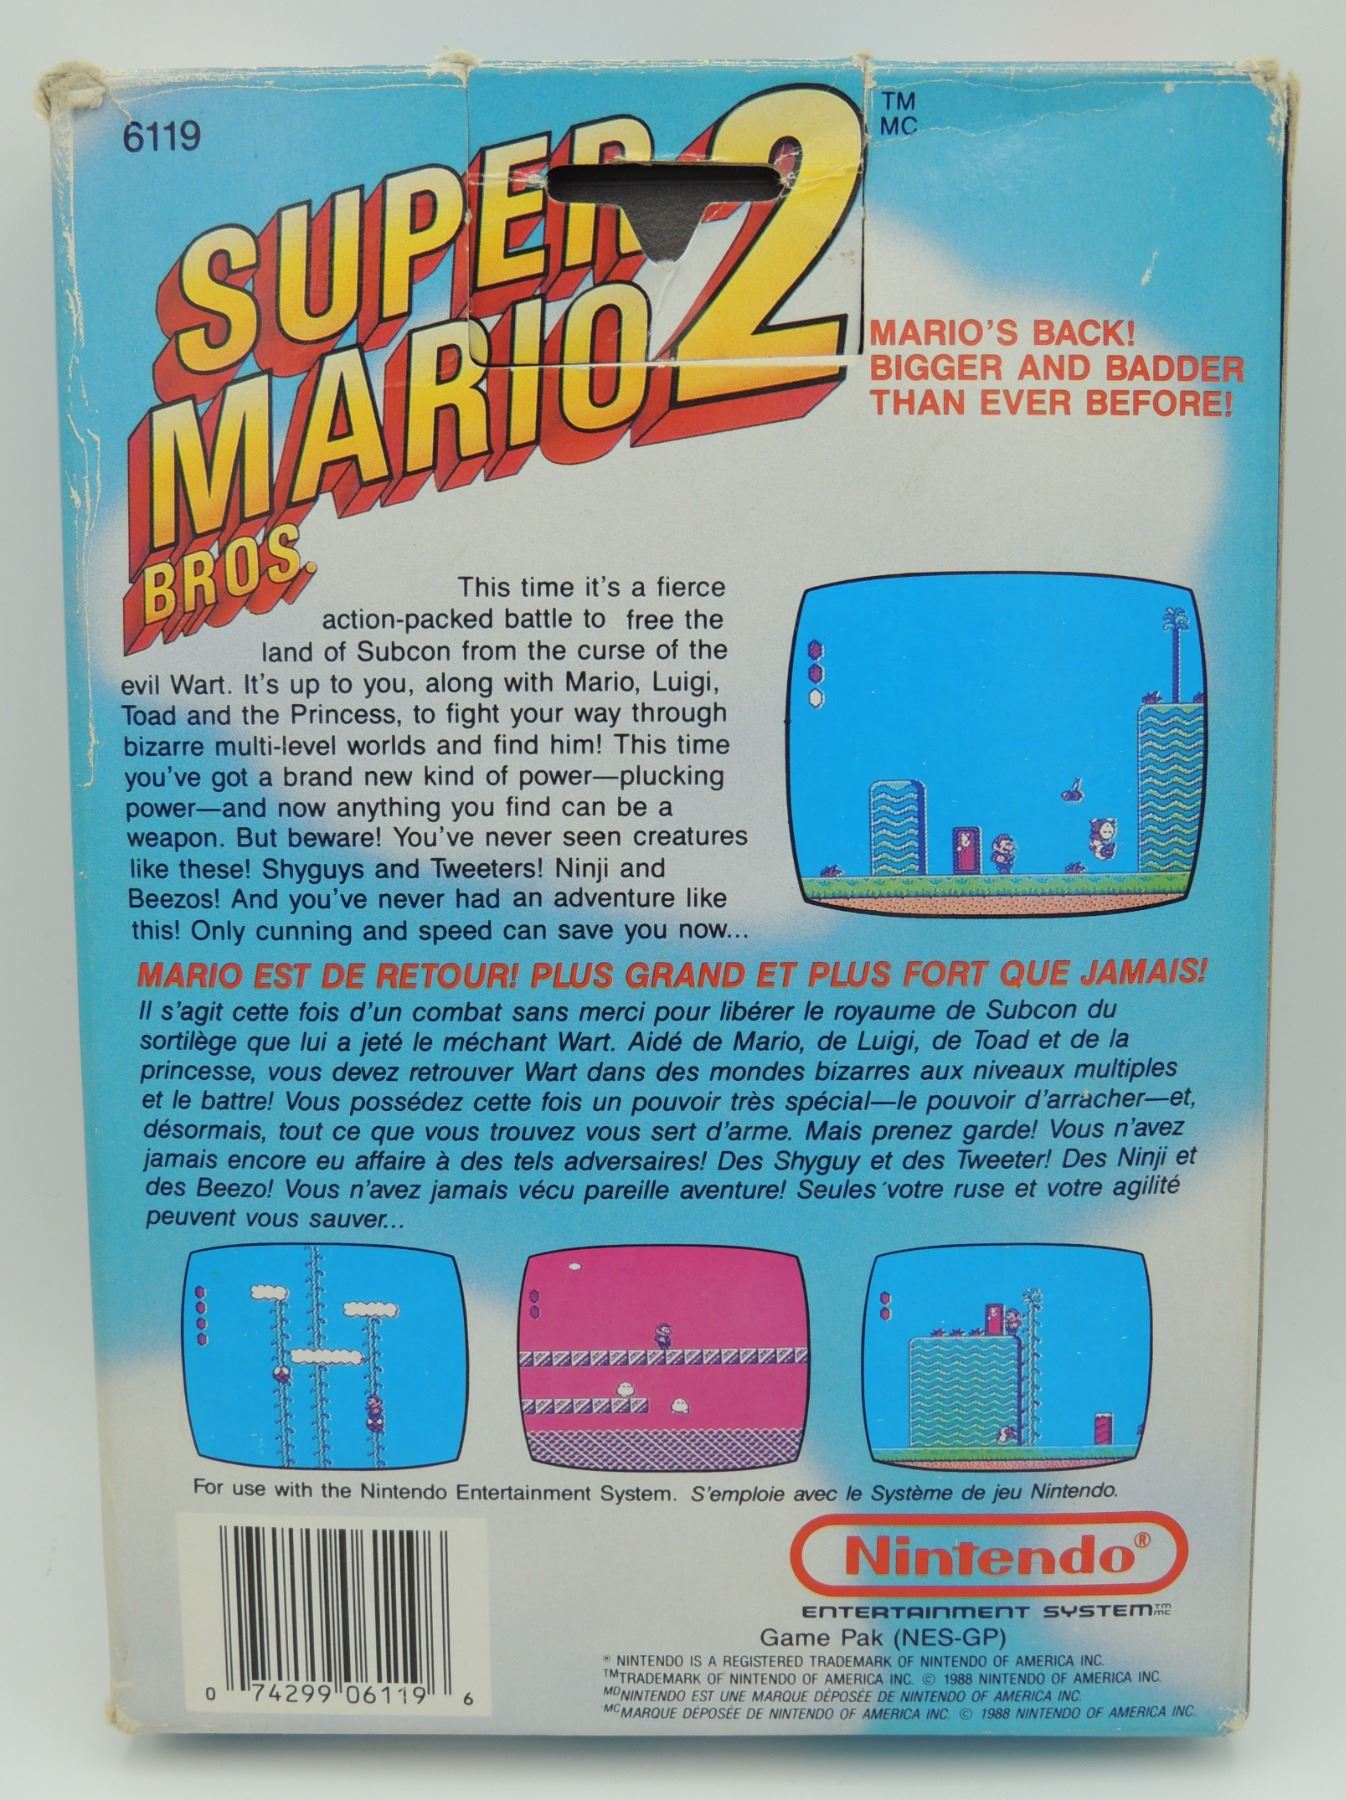 6119
SUPER
MARIO 2
BROS.
TM
MC
MARIO'S BACK!
BIGGER AND BADDER
THAN EVER BEFORE!
This time it's a fierce
action-packed battle to free the
land of Subcon from the curse of the
evil Wart. It's up to you, along with Mario, Luigi,
Toad and the Princess, to fight your way through
bizarre multi-level worlds and find him! This time
you've got a brand new kind of power—plucking
power—and now anything you find can be a
weapon. But beware! You've never seen creatures
like these! Shyguys and Tweeters! Ninji and
Beezos! And you've never had an adventure like
this! Only cunning and speed can save you now...
MARIO EST DE RETOUR! PLUS GRAND ET PLUS FORT QUE JAMAIS!
Il s'agit cette fois d'un combat sans merci pour libérer le royaume de Subcon du
sortilège que lui a jeté le méchant Wart. Aidé de Mario, de Luigi, de Toad et de la
princesse, vous devez retrouver Wart dans des mondes bizarres aux niveaux multiples
et le battre! Vous possédez cette fois un pouvoir très spécial—le pouvoir d'arracher—et,
désormais, tout ce que vous trouvez vous sert d'arme. Mais prenez garde! Vous n'avez
jamais encore eu affaire à des tels adversaires! Des Shyguy et des Tweeter! Des Ninji et
des Beezo! Vous n'avez jamais vécu pareille aventure! Seules votre ruse et votre agilité
peuvent vous sauver...
For use with the Nintendo Entertainment System. S'emploie avec le Système de jeu Nintendo.
Nintendo®
ENTERTAINMENT SYSTEM TM MC
Game Pak (NES-GP)
® NINTENDO IS A REGISTERED TRADEMARK OF NINTENDO OF AMERICA INC.
TM TRADEMARK OF NINTENDO OF AMERICA INC. © 1988 NINTENDO OF AMERICA INC.
MD NINTENDO EST UNE MARQUE DÉPOSÉE DE NINTENDO OF AMERICA INC.
MC MARQUE DÉPOSÉE DE NINTENDO OF AMERICA INC. © 1988 NINTENDO OF AMERICA INC.
0 74299 06119 6